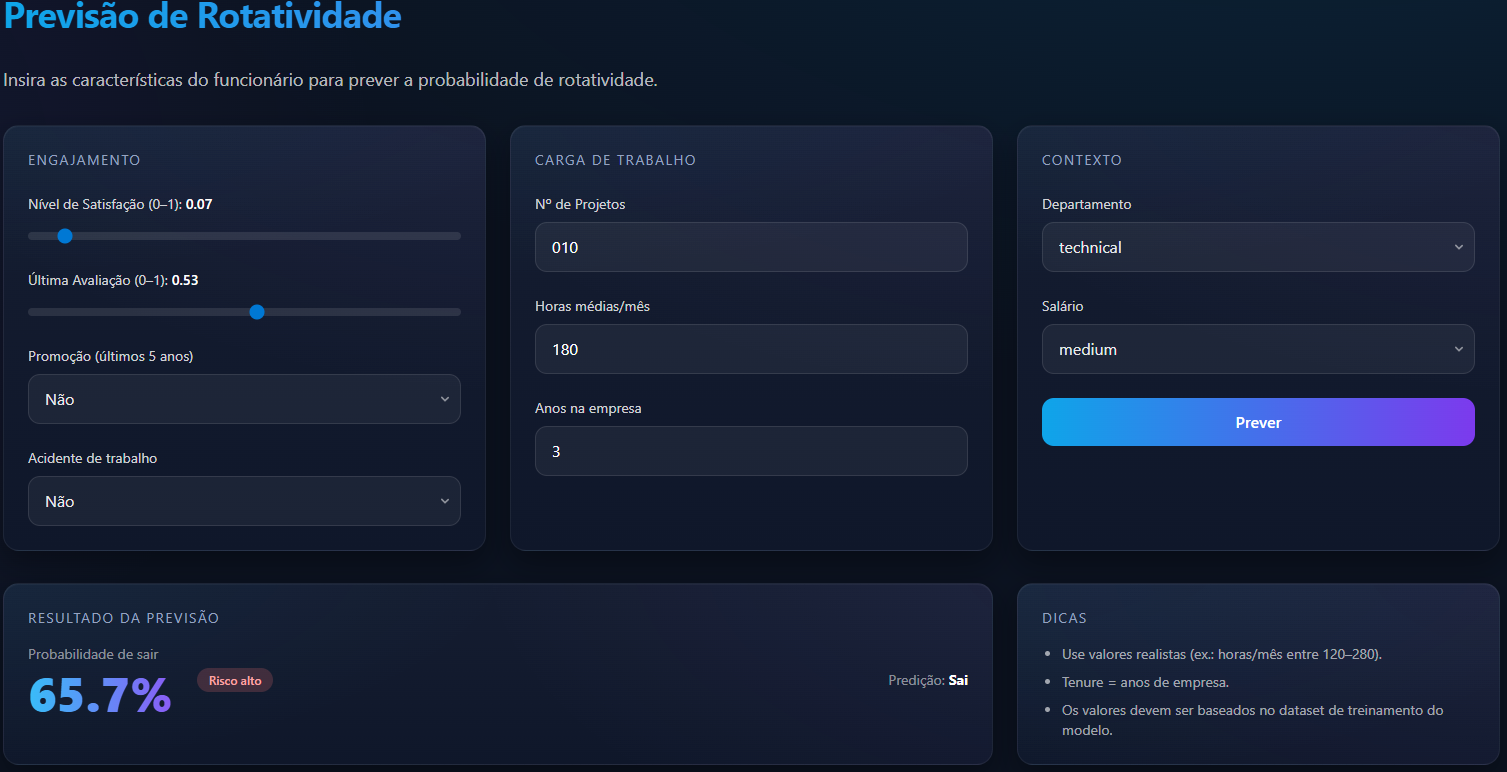 Previsão de Rotatividade
Insira as características do funcionário para prever a probabilidade de rotatividade.
ENGAJAMENTO
Nível de Satisfação (0–1): 0.07
Última Avaliação (0–1): 0.53
Promoção (últimos 5 anos)
Não
Acidente de trabalho
Não
CARGA DE TRABALHO
Nº de Projetos
010
Horas médias/mês
180
Anos na empresa
3
CONTEXTO
Departamento
technical
Salário
medium
Prever
RESULTADO DA PREVISÃO
Probabilidade de sair
65.7%
Risco alto
Predição: Sai
DICAS
• Use valores realistas (ex.: horas/mês entre 120–280).
• Tenure = anos de empresa.
• Os valores devem ser baseados no dataset de treinamento do
modelo.